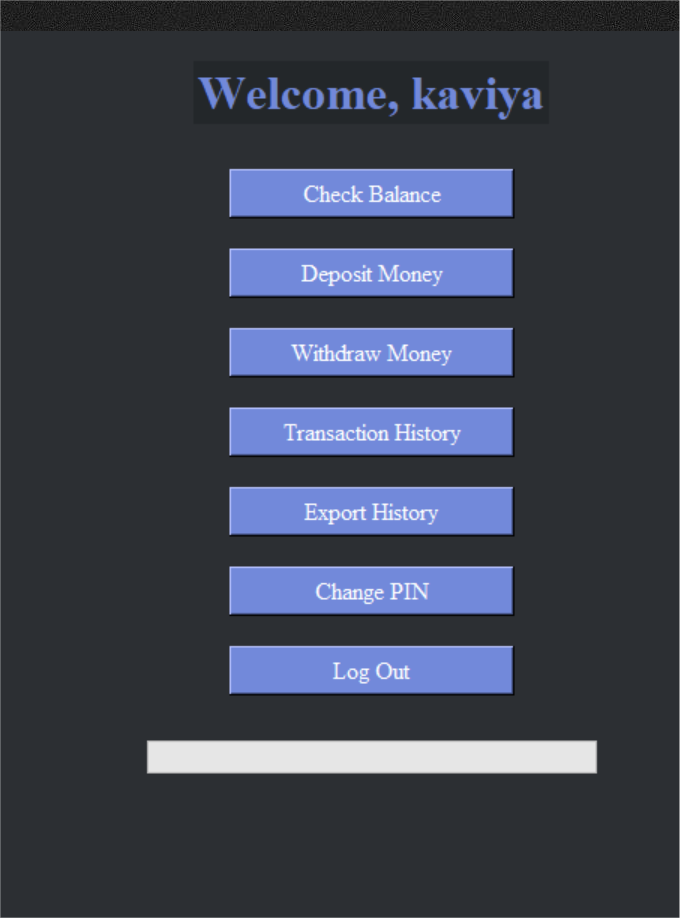 Welcome, kaviya
Check Balance
Deposit Money
Withdraw Money
Transaction History
Export History
Change PIN
Log Out